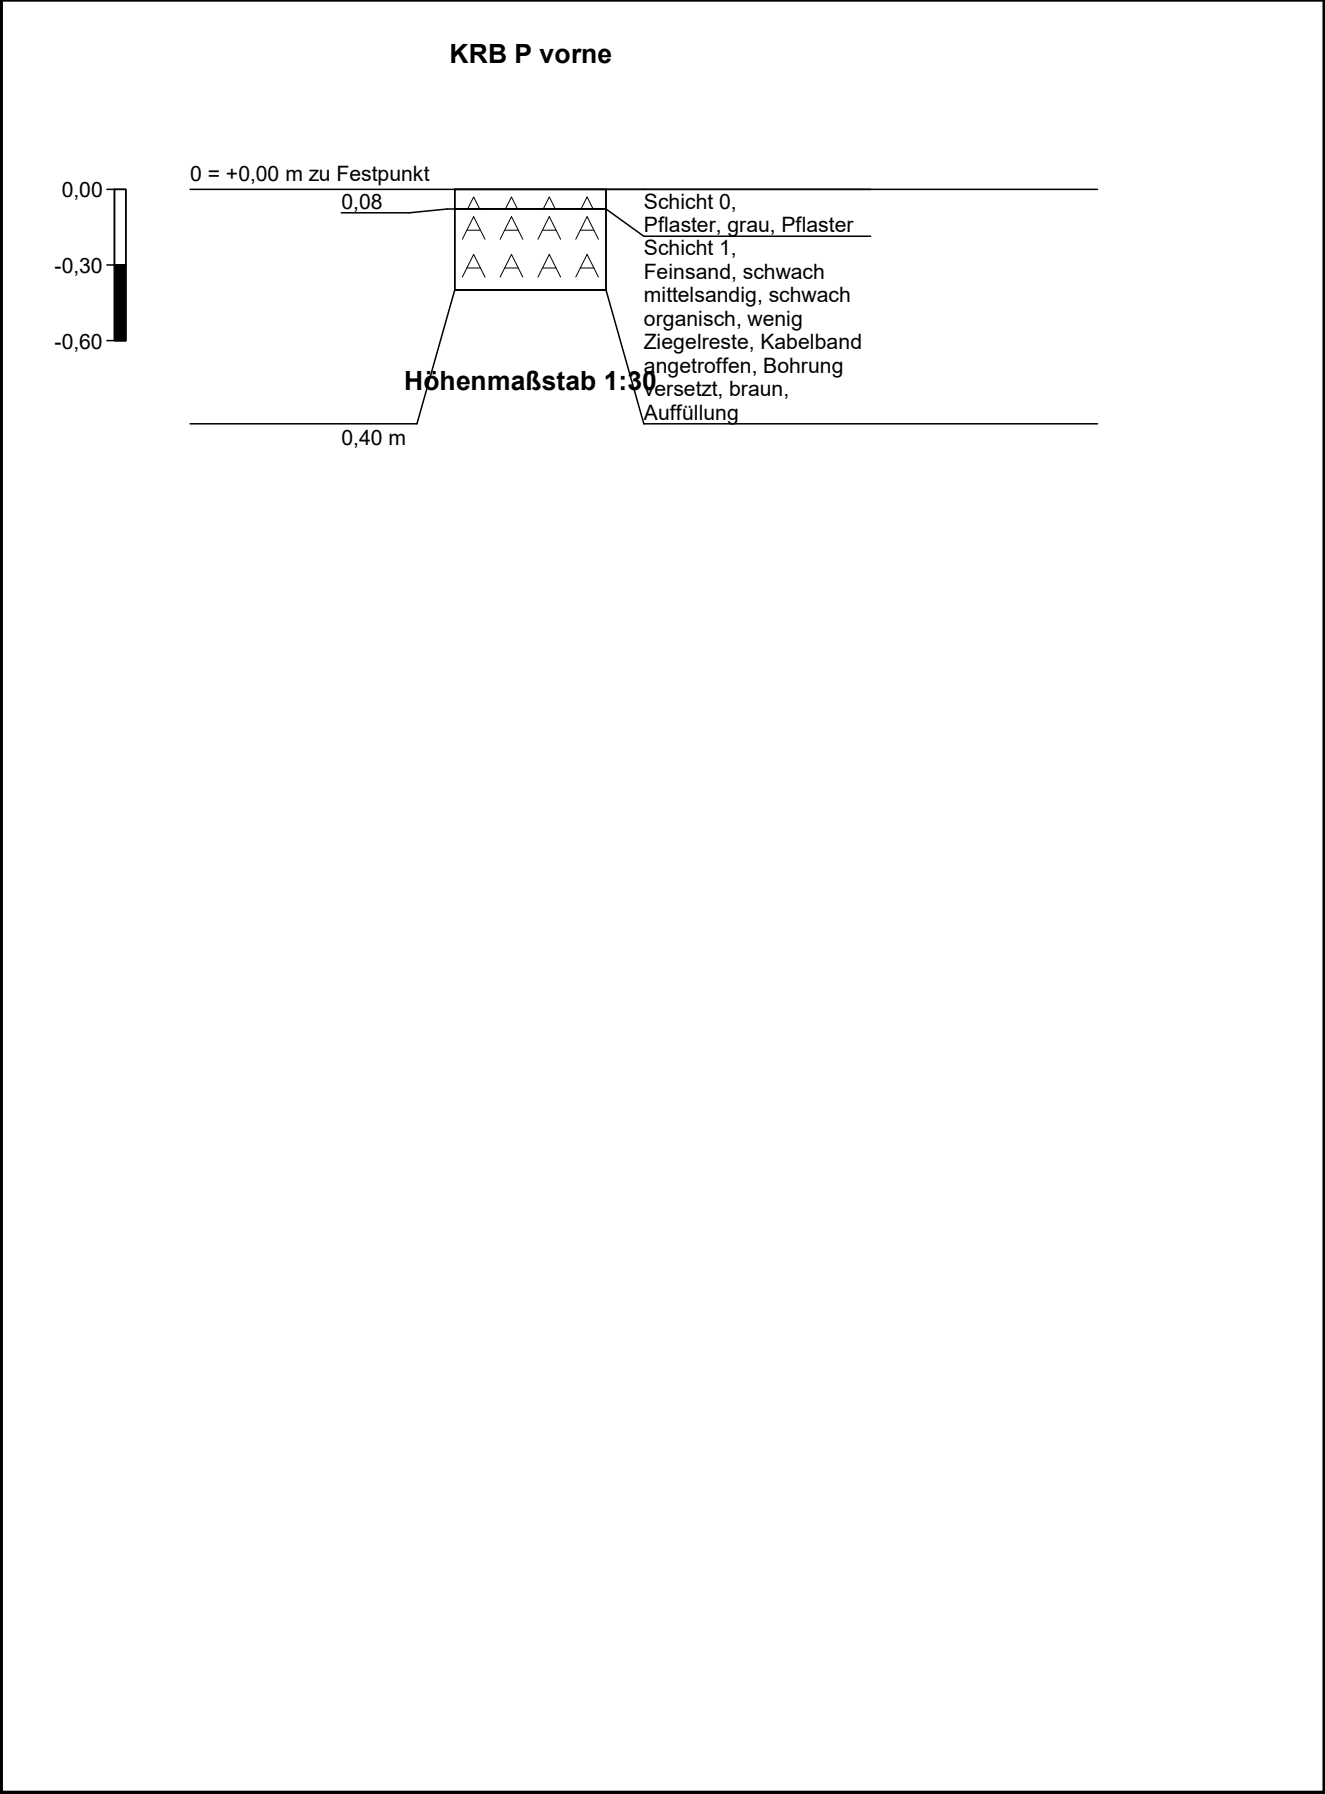 KRB P vorne
0 = +0,00 m zu Festpunkt
0,00
0,08
-0,30
-0,60
Schicht 0,
Pflaster, grau, Pflaster
Schicht 1,
Feinsand, schwach
mittelsandig, schwach
organisch, wenig
Ziegelreste, Kabelband
angetroffen, Bohrung
versetzt, braun,
Auffüllung
Höhenmaßstab 1:30
0,40 m
A A A A
A A A A
A A A A